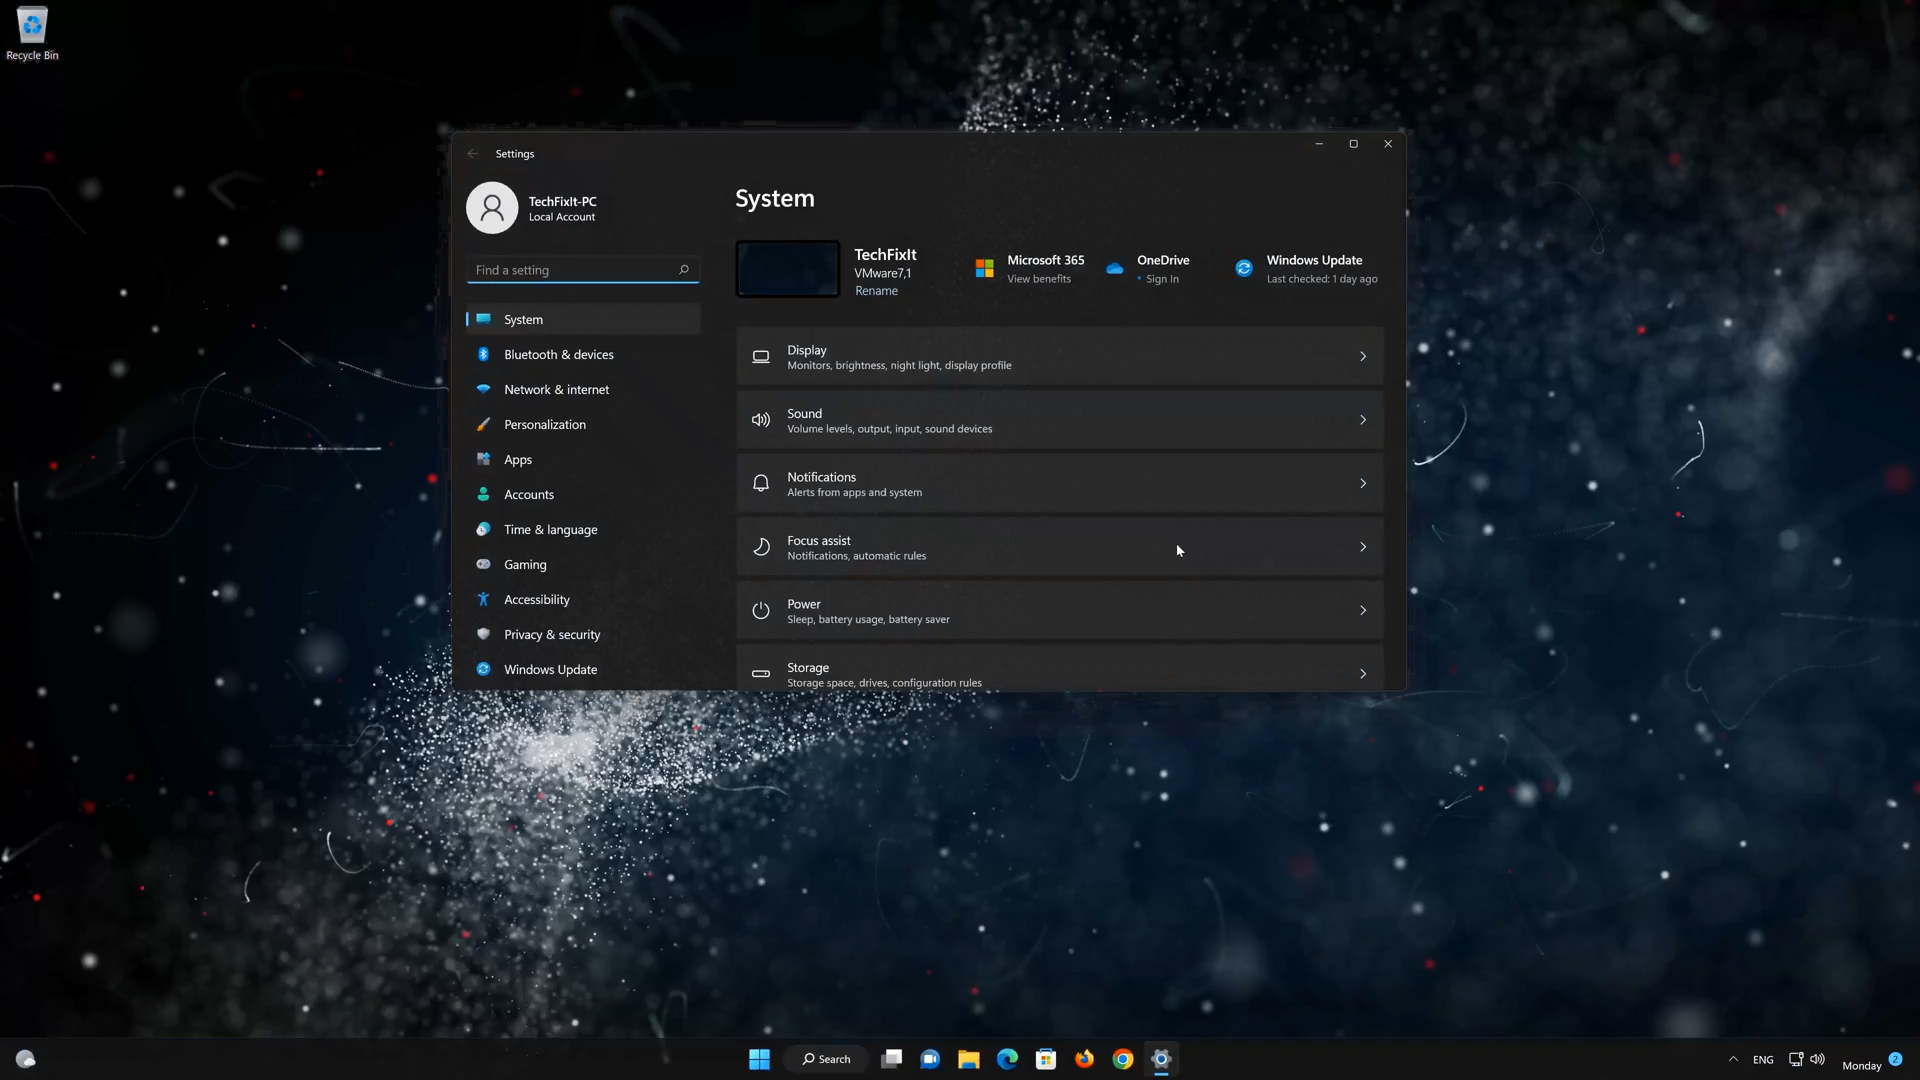 Recycle Bin
Settings
TechFixIt-PC
Local Account
Find a setting
System
Bluetooth & devices
Network & internet
Personalization
Apps
Accounts
Time & language
Gaming
Accessibility
Privacy & security
Windows Update
System
TechFixIt
VMware7,1
Rename
Microsoft 365
View benefits
OneDrive
• Sign In
Windows Update
Last checked: 1 day ago
Display
Monitors, brightness, night light, display profile
Sound
Volume levels, output, input, sound devices
Notifications
Alerts from apps and system
Focus assist
Notifications, automatic rules
Power
Sleep, battery usage, battery saver
Storage
Storage space, drives, configuration rules
Search
ENG
Monday
2